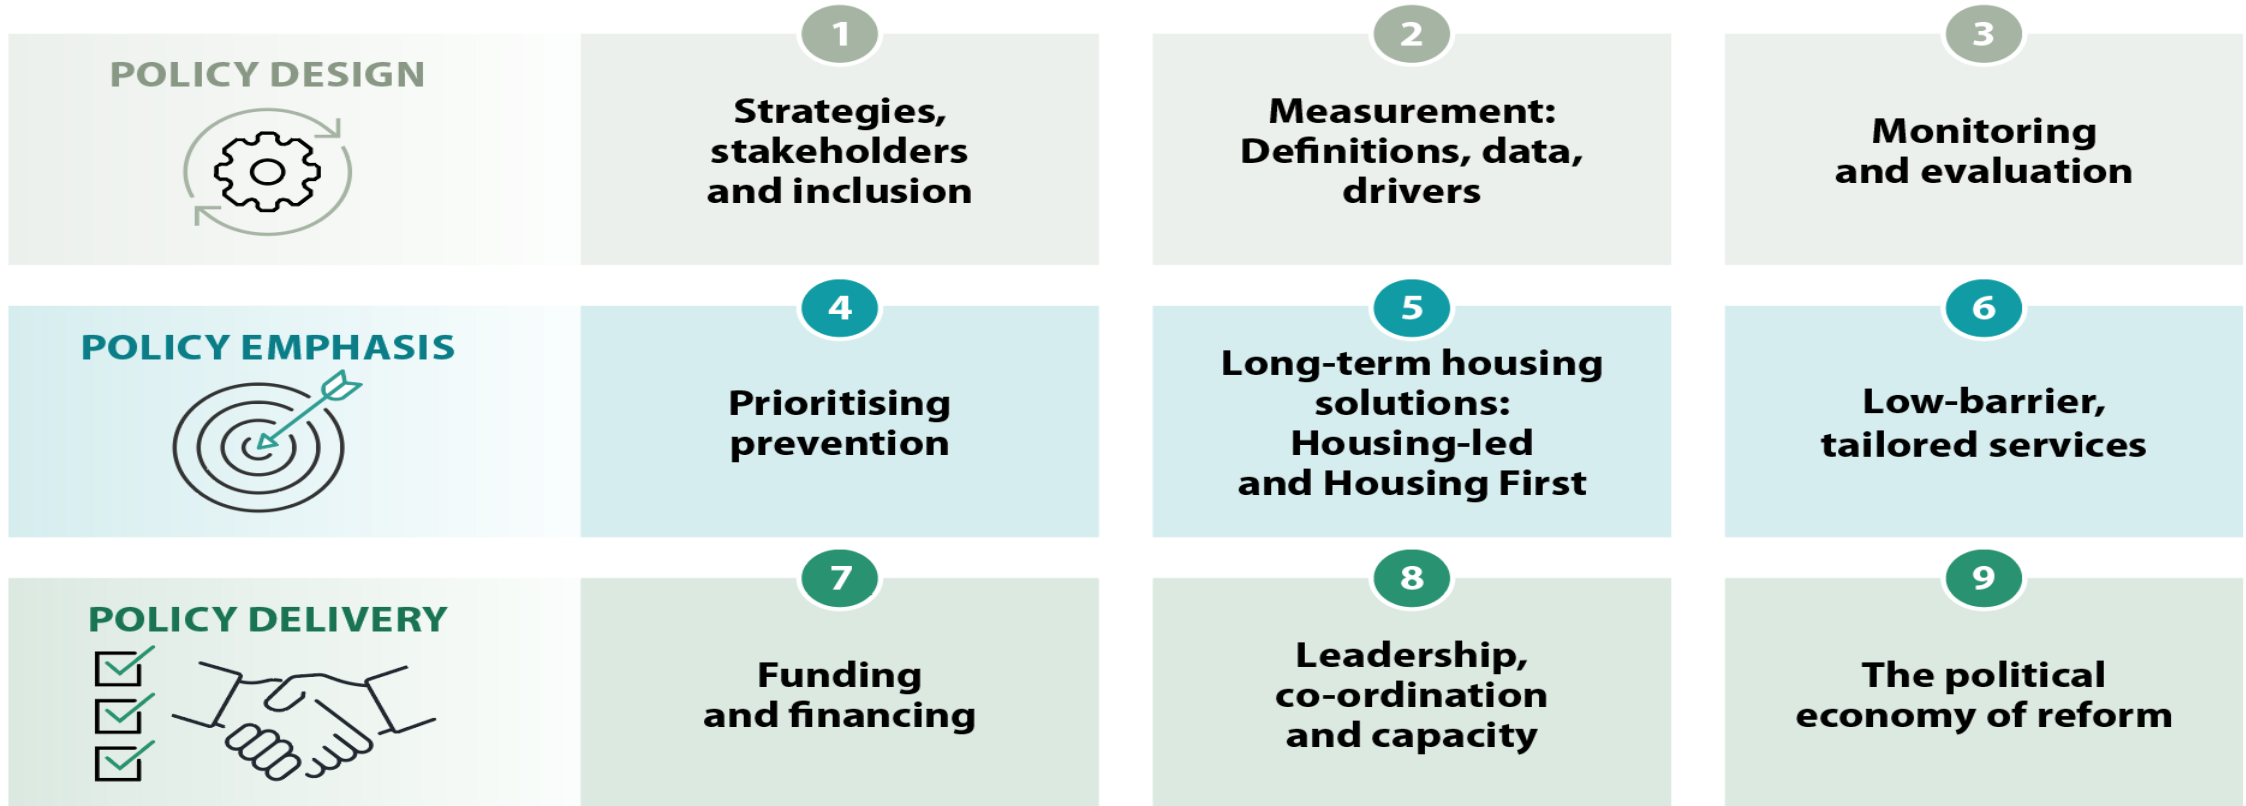 POLICY DESIGN
1
Strategies,
stakeholders
and inclusion
2
Measurement:
Definitions, data,
drivers
3
Monitoring
and evaluation
POLICY EMPHASIS
4
Prioritising
prevention
5
Long-term housing
solutions:
Housing-led
and Housing First
6
Low-barrier,
tailored services
POLICY DELIVERY
7
Funding
and financing
8
Leadership,
co-ordination
and capacity
9
The political
economy of reform